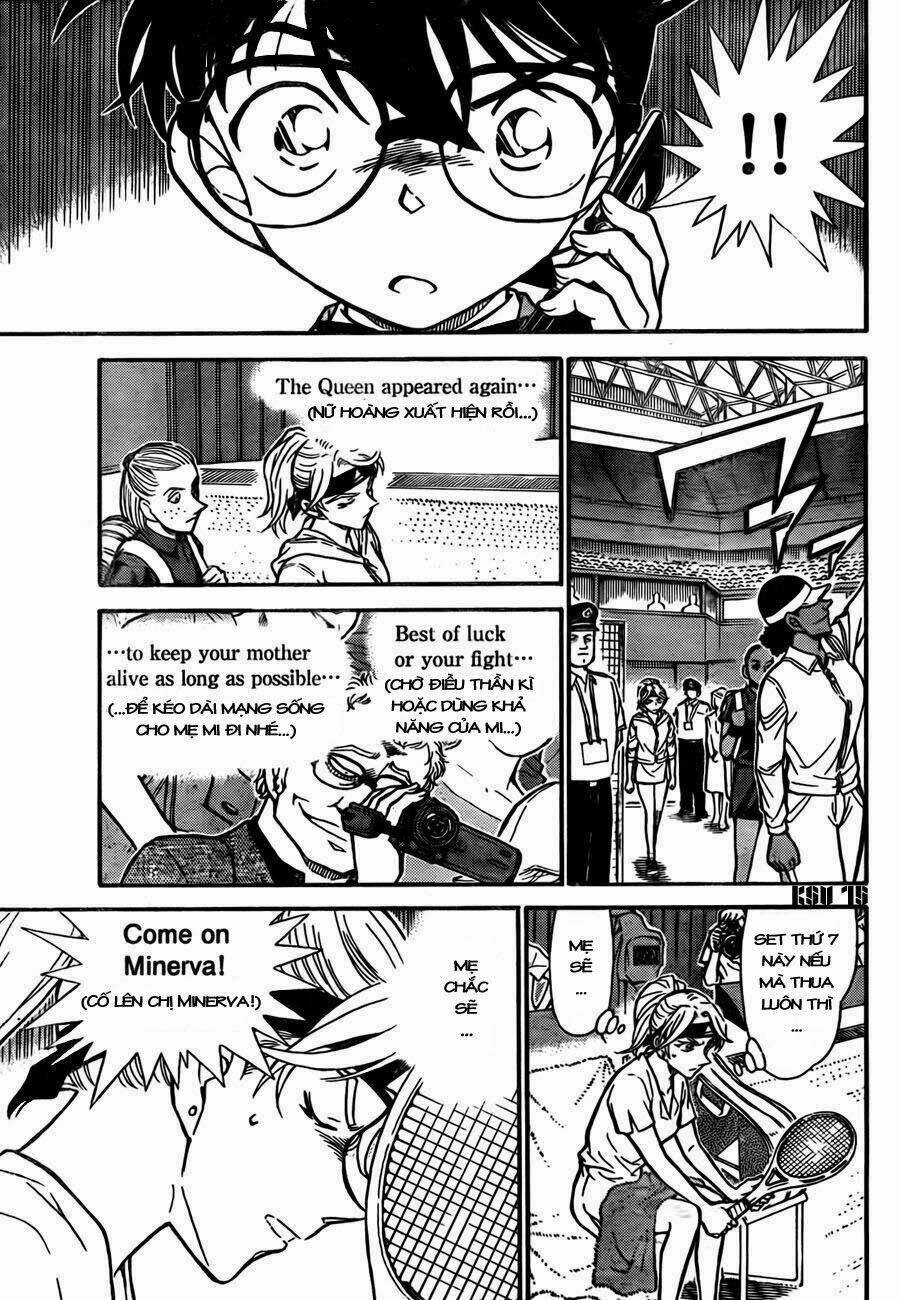 !!
The Queen appeared again…
(NỮ HOÀNG XUẤT HIỆN RỒI...)
Best of luck
or your fight…
(CHỜ ĐIỀU THẦN KÌ
HOẶC DÙNG KHẢ
NĂNG CỦA MI...)
…to keep your mother
alive as long as possible…
(...ĐỂ KÉO DÀI MẠNG SỐNG
CHO MẸ MI ĐI NHÉ...)
KSV 15
SET THỨ 7
NÀY NẾU
MÀ THUA
LUÔN THÌ
...
MẸ
SẼ
...
MẸ
CHẮC
SẼ
...
Come on
Minerva!
(CỐ LÊN CHỊ MINERVA!)